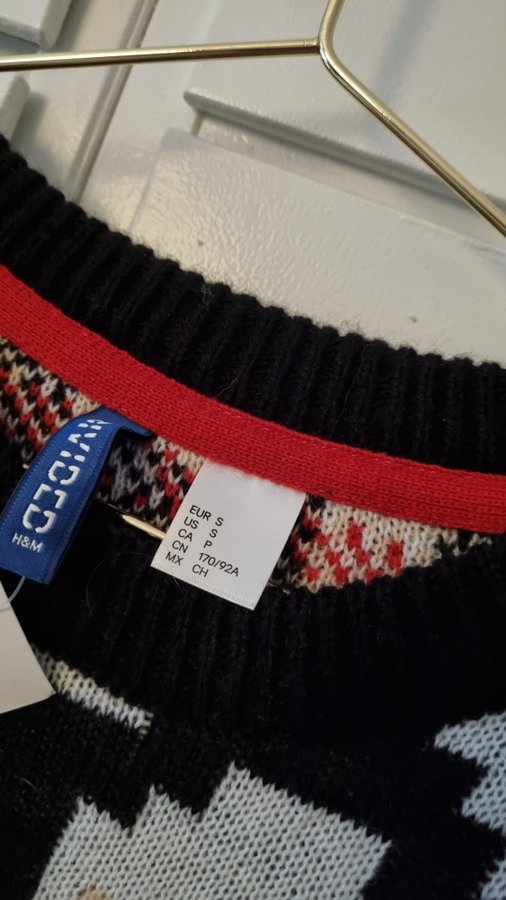 DIVIDED
H&M
EUR S
US S
CA P
CN 170/92A
MX CH